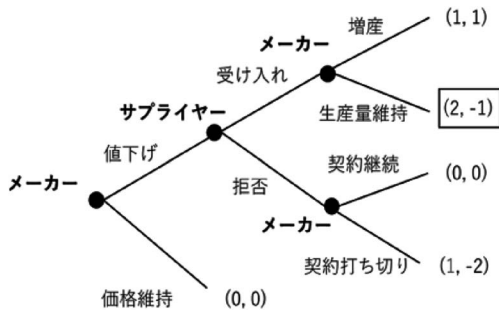 増産
(1, 1)
メーカー
受け入れ
生産量維持
(2, -1)
サプライヤー
値下げ
契約継続
(0, 0)
拒否
メーカー
メーカー
契約打ち切り
(1, -2)
価格維持
(0, 0)